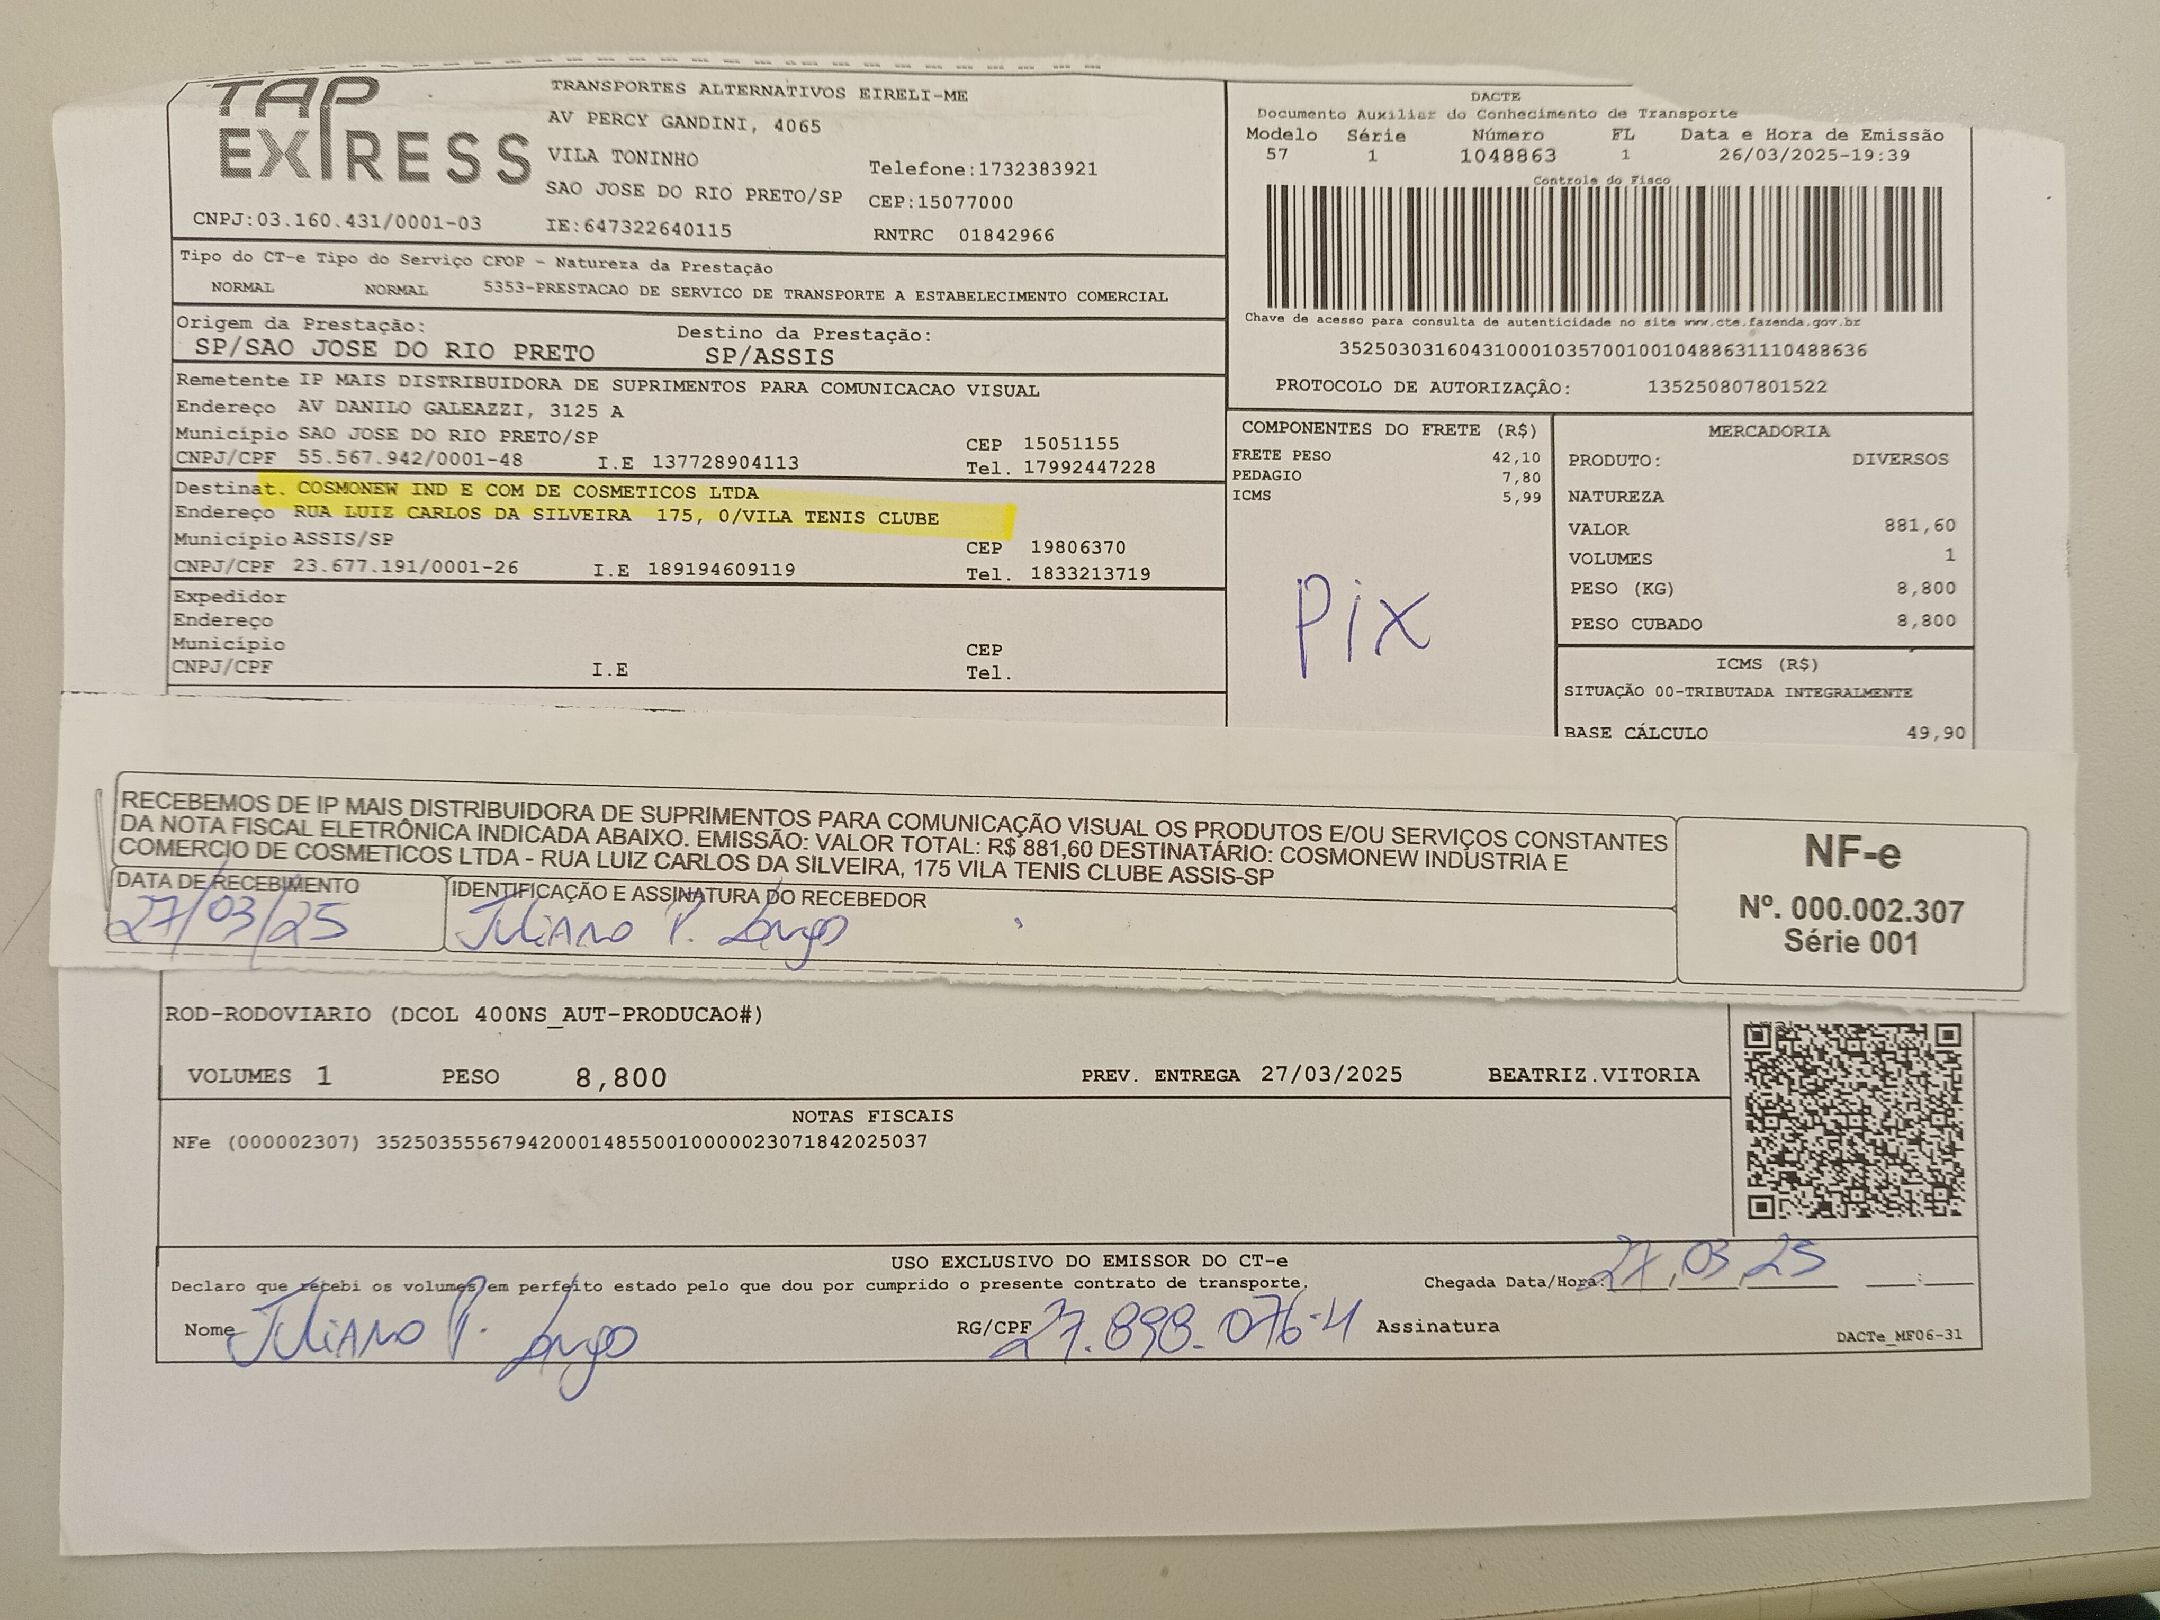 TAP
EXPRESS
TRANSPORTES ALTERNATIVOS EIRELI-ME
AV PERCY GANDINI, 4065
VILA TONINHO
Telefone:1732383921
SAO JOSE DO RIO PRETO/SP CEP:15077000
CNPJ:03.160.431/0001-03 IE:647322640115 RNTRC 01842966
DACTE
Documento Auxiliar do Conhecimento de Transporte
Modelo Série Número FL Data e Hora de Emissão
57 1 1048863 1 26/03/2025-19:39
Controle do Fisco
Chave de acesso para consulta de autenticidade no site www.cte.fazenda.gov.br
35250303160431000103570010010488631110488636
PROTOCOLO DE AUTORIZAÇÃO: 135250807801522
Tipo do CT-e Tipo do Serviço CFOP - Natureza da Prestação
NORMAL NORMAL 5353-PRESTACAO DE SERVICO DE TRANSPORTE A ESTABELECIMENTO COMERCIAL
Origem da Prestação: Destino da Prestação:
SP/SAO JOSE DO RIO PRETO SP/ASSIS
Remetente IP MAIS DISTRIBUIDORA DE SUPRIMENTOS PARA COMUNICACAO VISUAL
Endereço AV DANILO GALEAZZI, 3125 A
Município SAO JOSE DO RIO PRETO/SP CEP 15051155
CNPJ/CPF 55.567.942/0001-48 I.E 137728904113 Tel. 17992447228
Destinat. COSMONEW IND E COM DE COSMETICOS LTDA
Endereço RUA LUIZ CARLOS DA SILVEIRA 175, 0/VILA TENIS CLUBE
Município ASSIS/SP CEP 19806370
CNPJ/CPF 23.677.191/0001-26 I.E 189194609119 Tel. 1833213719
Expedidor
Endereço
Município CEP
CNPJ/CPF I.E Tel.
COMPONENTES DO FRETE (R$)
FRETE PESO 42,10
PEDAGIO 7,80
ICMS 5,99
Pix
MERCADORIA
PRODUTO: DIVERSOS
NATUREZA
VALOR 881,60
VOLUMES 1
PESO (KG) 8,800
PESO CUBADO 8,800
ICMS (R$)
SITUAÇÃO 00-TRIBUTADA INTEGRALMENTE
BASE CÁLCULO 49,90
RECEBEMOS DE IP MAIS DISTRIBUIDORA DE SUPRIMENTOS PARA COMUNICAÇÃO VISUAL OS PRODUTOS E/OU SERVIÇOS CONSTANTES
DA NOTA FISCAL ELETRÔNICA INDICADA ABAIXO. EMISSÃO: VALOR TOTAL: R$ 881,60 DESTINATÁRIO: COSMONEW INDUSTRIA E
COMERCIO DE COSMETICOS LTDA - RUA LUIZ CARLOS DA SILVEIRA, 175 VILA TENIS CLUBE ASSIS-SP
DATA DE RECEBIMENTO IDENTIFICAÇÃO E ASSINATURA DO RECEBEDOR
27/03/25 Juliano P. Longo
NF-e
Nº. 000.002.307
Série 001
ROD-RODOVIARIO (DCOL 400NS_AUT-PRODUCAO#)
VOLUMES 1 PESO 8,800 PREV. ENTREGA 27/03/2025 BEATRIZ.VITORIA
NOTAS FISCAIS
NFe (000002307) 35250355567942000148550010000023071842025037
USO EXCLUSIVO DO EMISSOR DO CT-e
Declaro que recebi os volumes em perfeito estado pelo que dou por cumprido o presente contrato de transporte. Chegada Data/Hora: 27,03,25
Nome Juliano P. Longo RG/CPF 27.898.076-4 Assinatura
DACTe_MF06-31